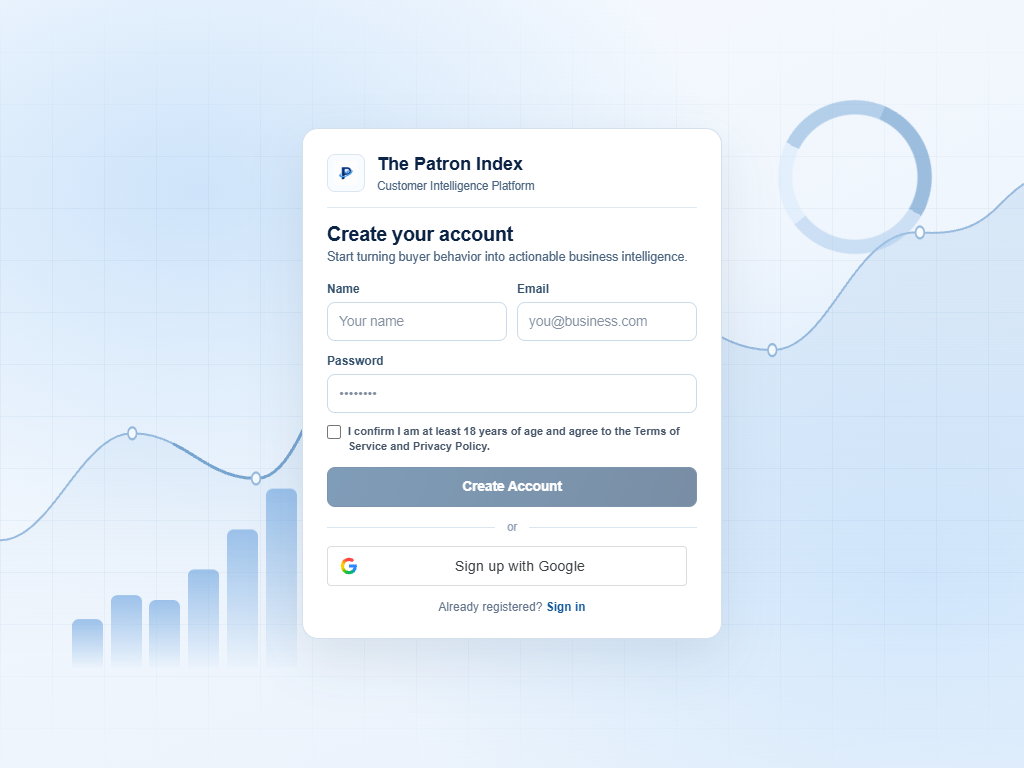 P
The Patron Index
Customer Intelligence Platform
Create your account
Start turning buyer behavior into actionable business intelligence.
Name
Email
Your name
you@business.com
Password
••••••••
I confirm I am at least 18 years of age and agree to the Terms of
Service and Privacy Policy.
Create Account
or
Sign up with Google
Already registered? Sign in